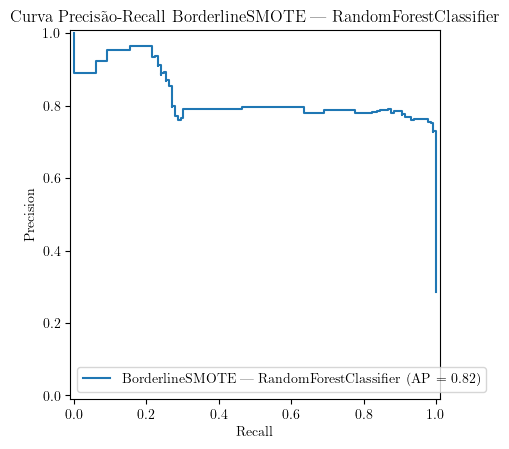 Curva Precisão-Recall BorderlineSMOTE — RandomForestClassifier
1.0
0.8
0.6
0.4
0.2
0.0
Precision
BorderlineSMOTE — RandomForestClassifier (AP = 0.82)
0.0 0.2 0.4 0.6 0.8 1.0
Recall